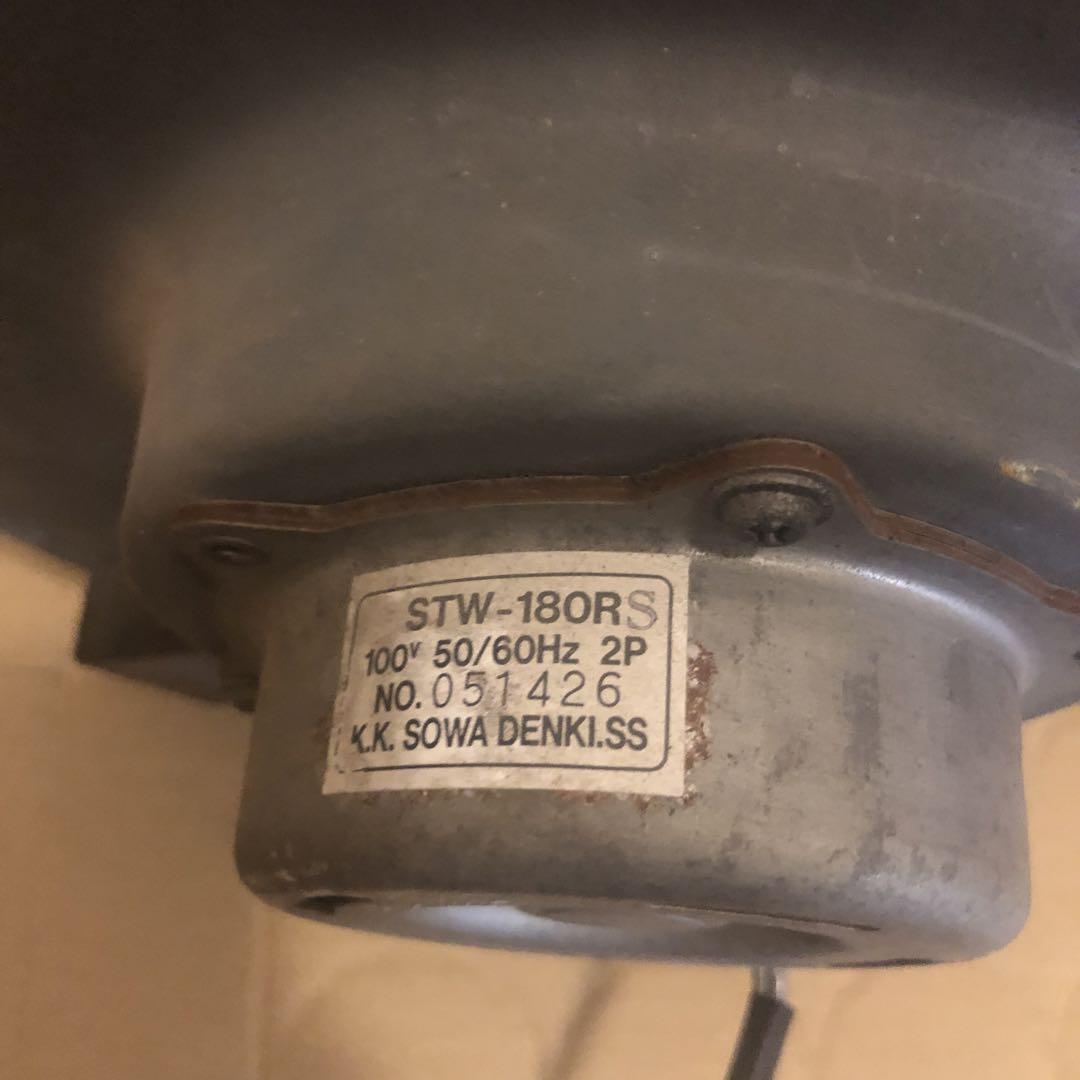 STW-180RS
100V 50/60Hz 2P
NO. 051426
K.K. SOWA DENKI.SS